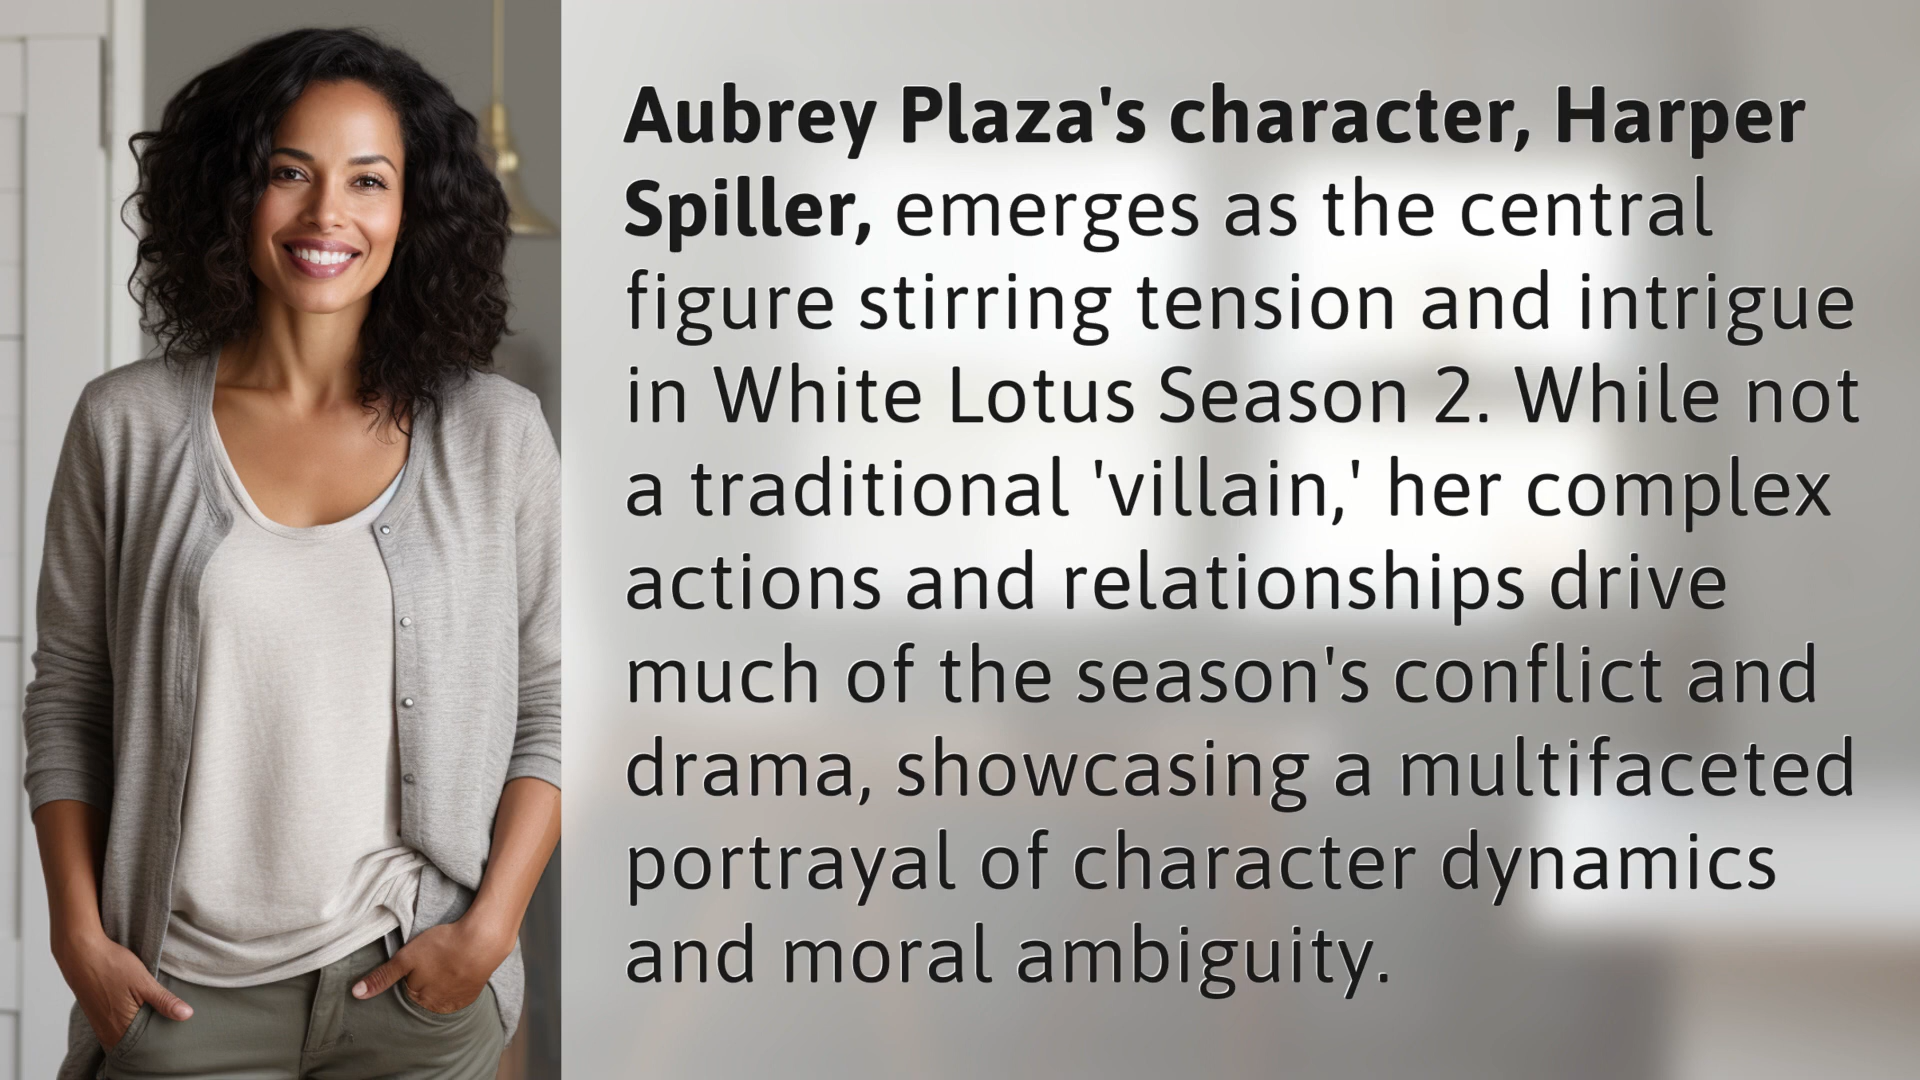 Aubrey Plaza's character, Harper
Spiller, emerges as the central
figure stirring tension and intrigue
in White Lotus Season 2. While not
a traditional 'villain,' her complex
actions and relationships drive
much of the season's conflict and
drama, showcasing a multifaceted
portrayal of character dynamics
and moral ambiguity.